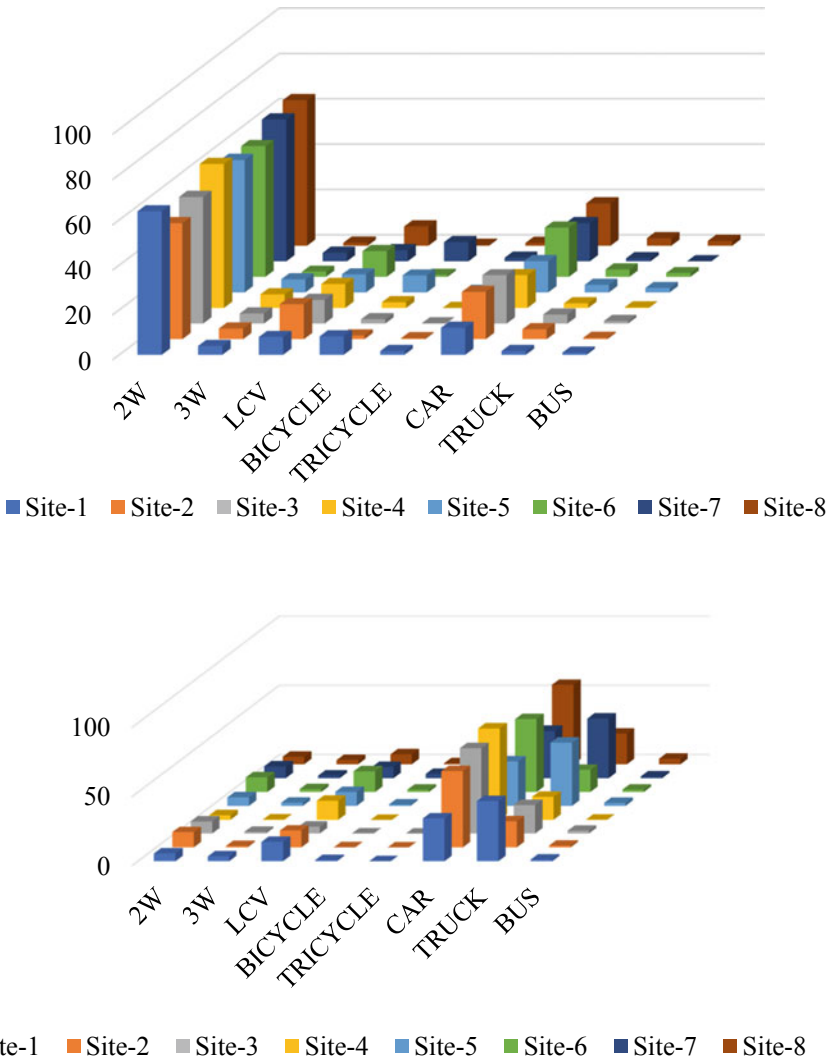 100
80
60
40
20
0
2W 3W LCV BICYCLE TRICYCLE CAR TRUCK BUS
Site-1 Site-2 Site-3 Site-4 Site-5 Site-6 Site-7 Site-8
100
50
0
2W 3W LCV BICYCLE TRICYCLE CAR TRUCK BUS
te-1 Site-2 Site-3 Site-4 Site-5 Site-6 Site-7 Site-8